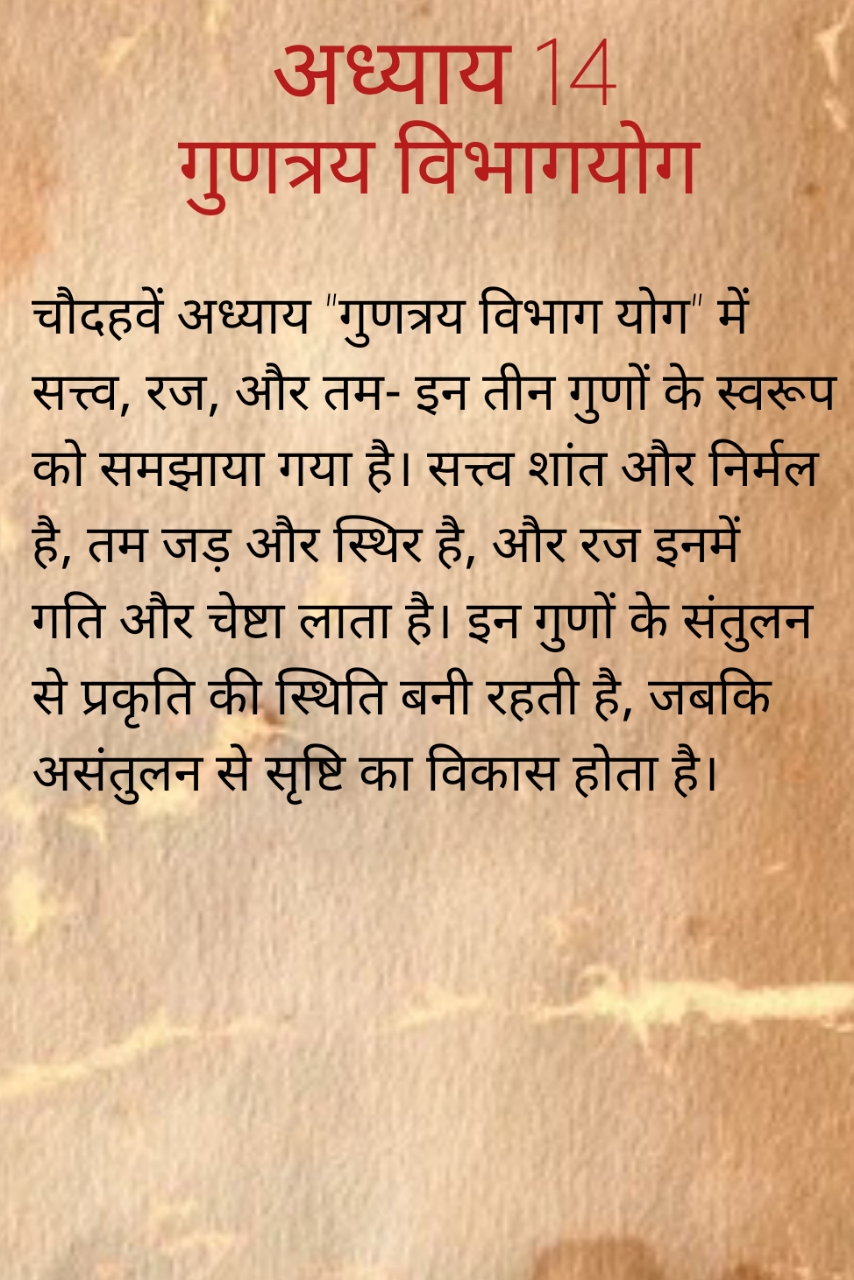 अध्याय 14
गुणत्रय विभागयोग
चौदहवें अध्याय "गुणत्रय विभाग योग" में
सत्त्व, रज, और तम- इन तीन गुणों के स्वरूप
को समझाया गया है। सत्त्व शांत और निर्मल
है, तम जड़ और स्थिर है, और रज इनमें
गति और चेष्टा लाता है। इन गुणों के संतुलन
से प्रकृति की स्थिति बनी रहती है, जबकि
असंतुलन से सृष्टि का विकास होता है।